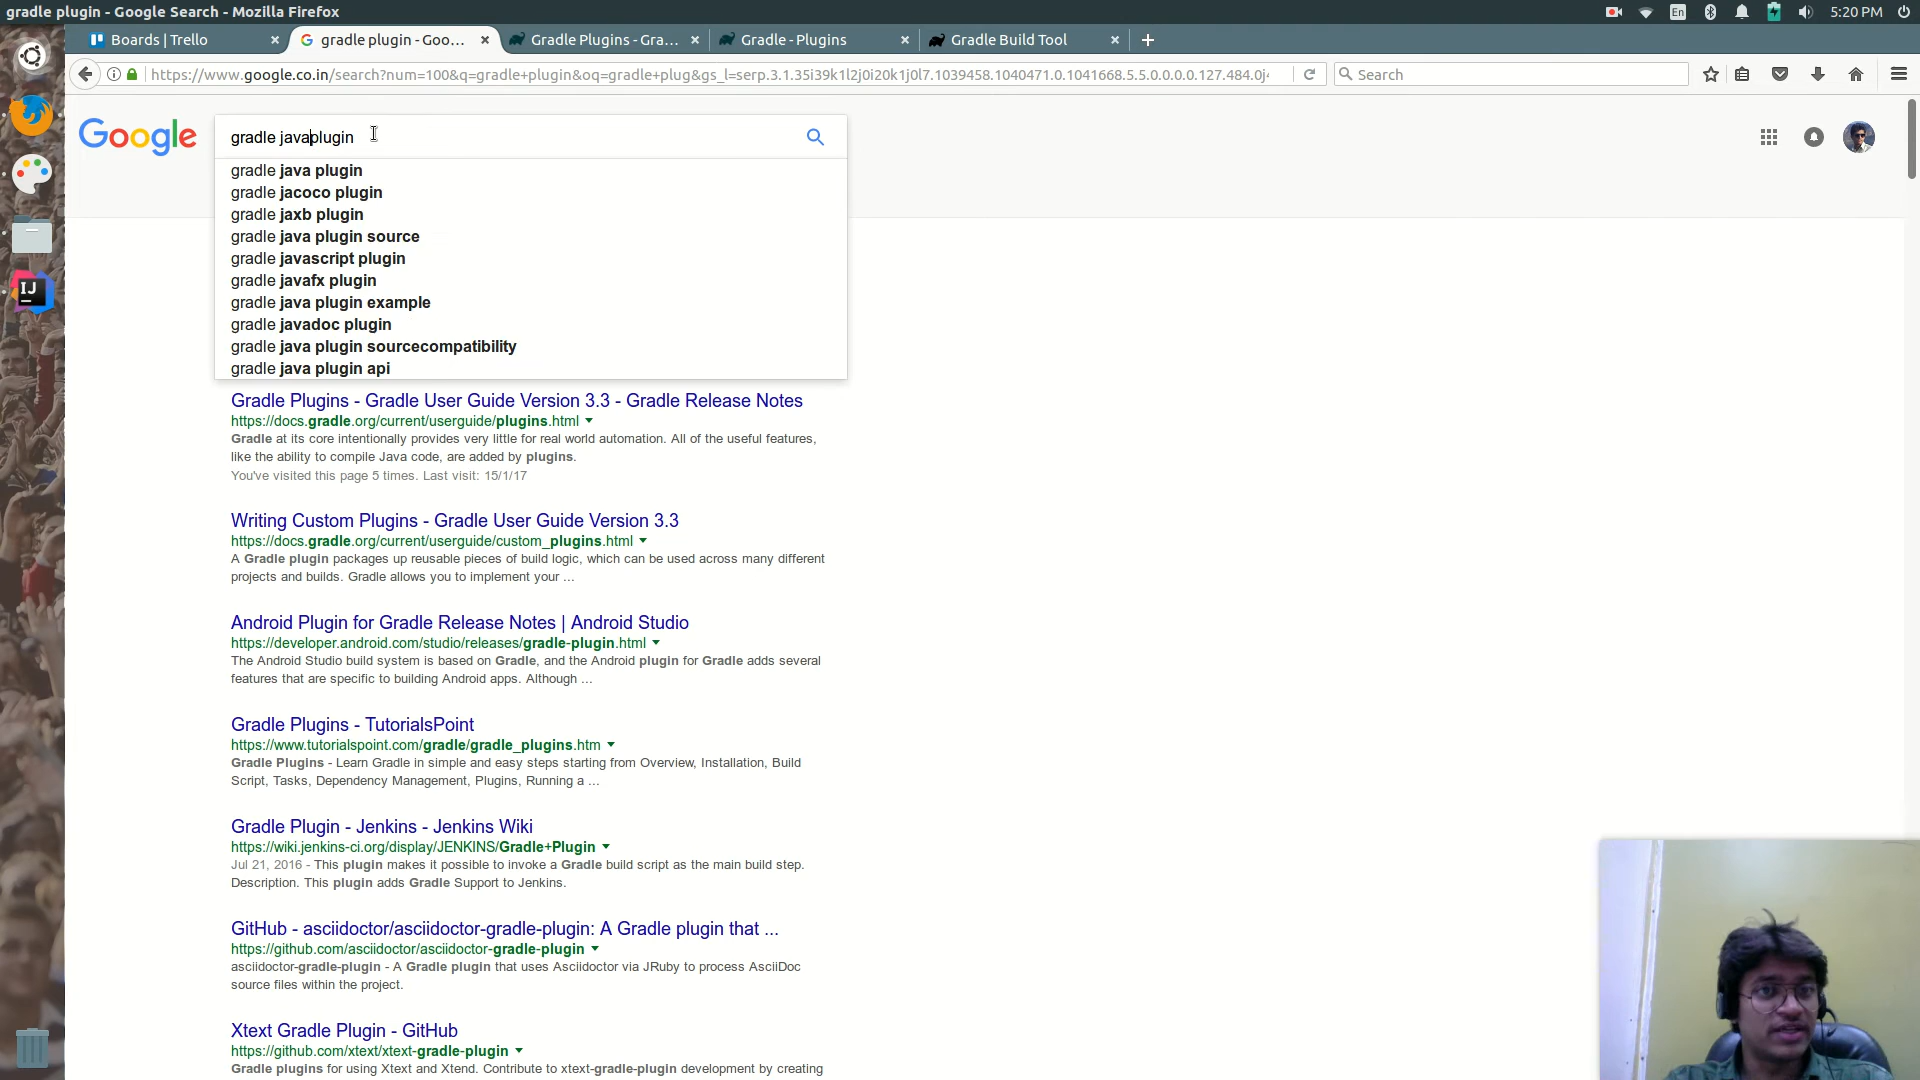 gradle plugin - Google Search - Mozilla Firefox
En
5:20 PM
Boards | Trello
gradle plugin - Goo...
Gradle Plugins - Gra...
Gradle - Plugins
Gradle Build Tool
https://www.google.co.in/search?num=100&q=gradle+plugin&oq=gradle+plug&gs_l=serp.3.1.35i39k1l2j0i20k1j0l7.1039458.1040471.0.1041668.5.5.0.0.0.0.127.484.0j4
Search
Google
gradle javaplugin
gradle java plugin
gradle jacoco plugin
gradle jaxb plugin
gradle java plugin source
gradle javascript plugin
gradle javafx plugin
gradle java plugin example
gradle javadoc plugin
gradle java plugin sourcecompatibility
gradle java plugin api
IJ
Gradle Plugins - Gradle User Guide Version 3.3 - Gradle Release Notes
https://docs.gradle.org/current/userguide/plugins.html
Gradle at its core intentionally provides very little for real world automation. All of the useful features,
like the ability to compile Java code, are added by plugins.
You've visited this page 5 times. Last visit: 15/1/17
Writing Custom Plugins - Gradle User Guide Version 3.3
https://docs.gradle.org/current/userguide/custom_plugins.html
A Gradle plugin packages up reusable pieces of build logic, which can be used across many different
projects and builds. Gradle allows you to implement your ...
Android Plugin for Gradle Release Notes | Android Studio
https://developer.android.com/studio/releases/gradle-plugin.html
The Android Studio build system is based on Gradle, and the Android plugin for Gradle adds several
features that are specific to building Android apps. Although ...
Gradle Plugins - TutorialsPoint
https://www.tutorialspoint.com/gradle/gradle_plugins.htm
Gradle Plugins - Learn Gradle in simple and easy steps starting from Overview, Installation, Build
Script, Tasks, Dependency Management, Plugins, Running a ...
Gradle Plugin - Jenkins - Jenkins Wiki
https://wiki.jenkins-ci.org/display/JENKINS/Gradle+Plugin
Jul 21, 2016 - This plugin makes it possible to invoke a Gradle build script as the main build step.
Description. This plugin adds Gradle Support to Jenkins.
GitHub - asciidoctor/asciidoctor-gradle-plugin: A Gradle plugin that ...
https://github.com/asciidoctor/asciidoctor-gradle-plugin
asciidoctor-gradle-plugin - A Gradle plugin that uses Asciidoctor via JRuby to process AsciiDoc
source files within the project.
Xtext Gradle Plugin - GitHub
https://github.com/xtext/xtext-gradle-plugin
Gradle plugins for using Xtext and Xtend. Contribute to xtext-gradle-plugin development by creating